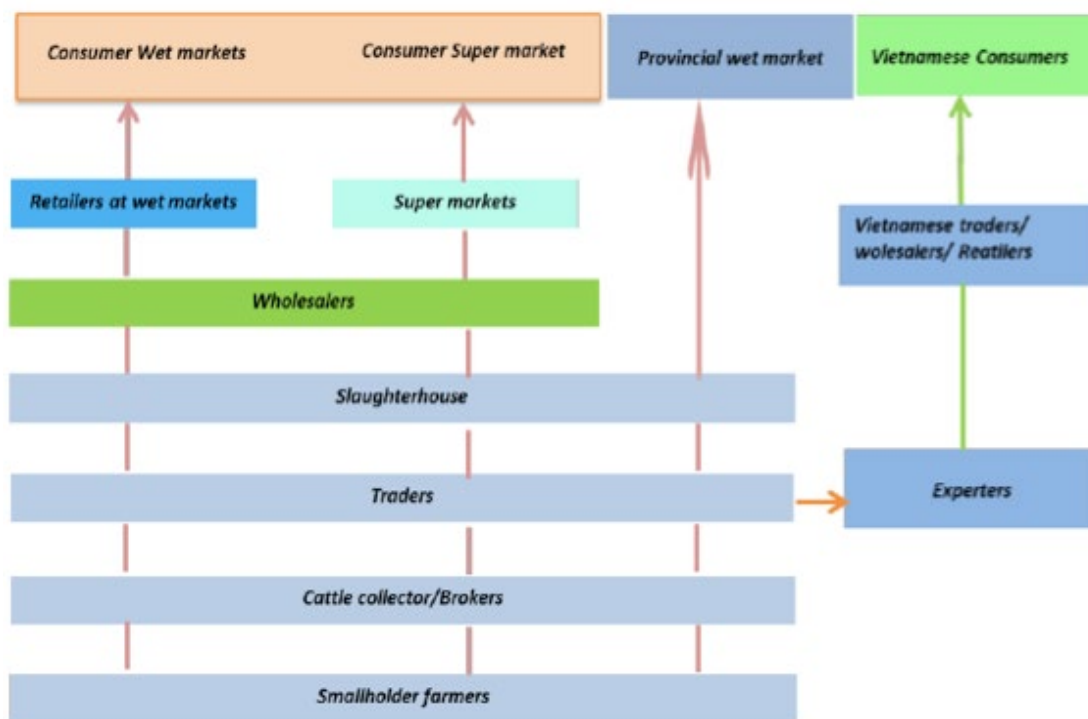 Consumer Wet markets
Consumer Super market
Provincial wet market
Vietnamese Consumers
Retailers at wet markets
Super markets
Vietnamese traders/
wolesalers/ Reatilers
Wholesalers
Slaughterhouse
Traders
Experters
Cattle collector/Brokers
Smallholder farmers